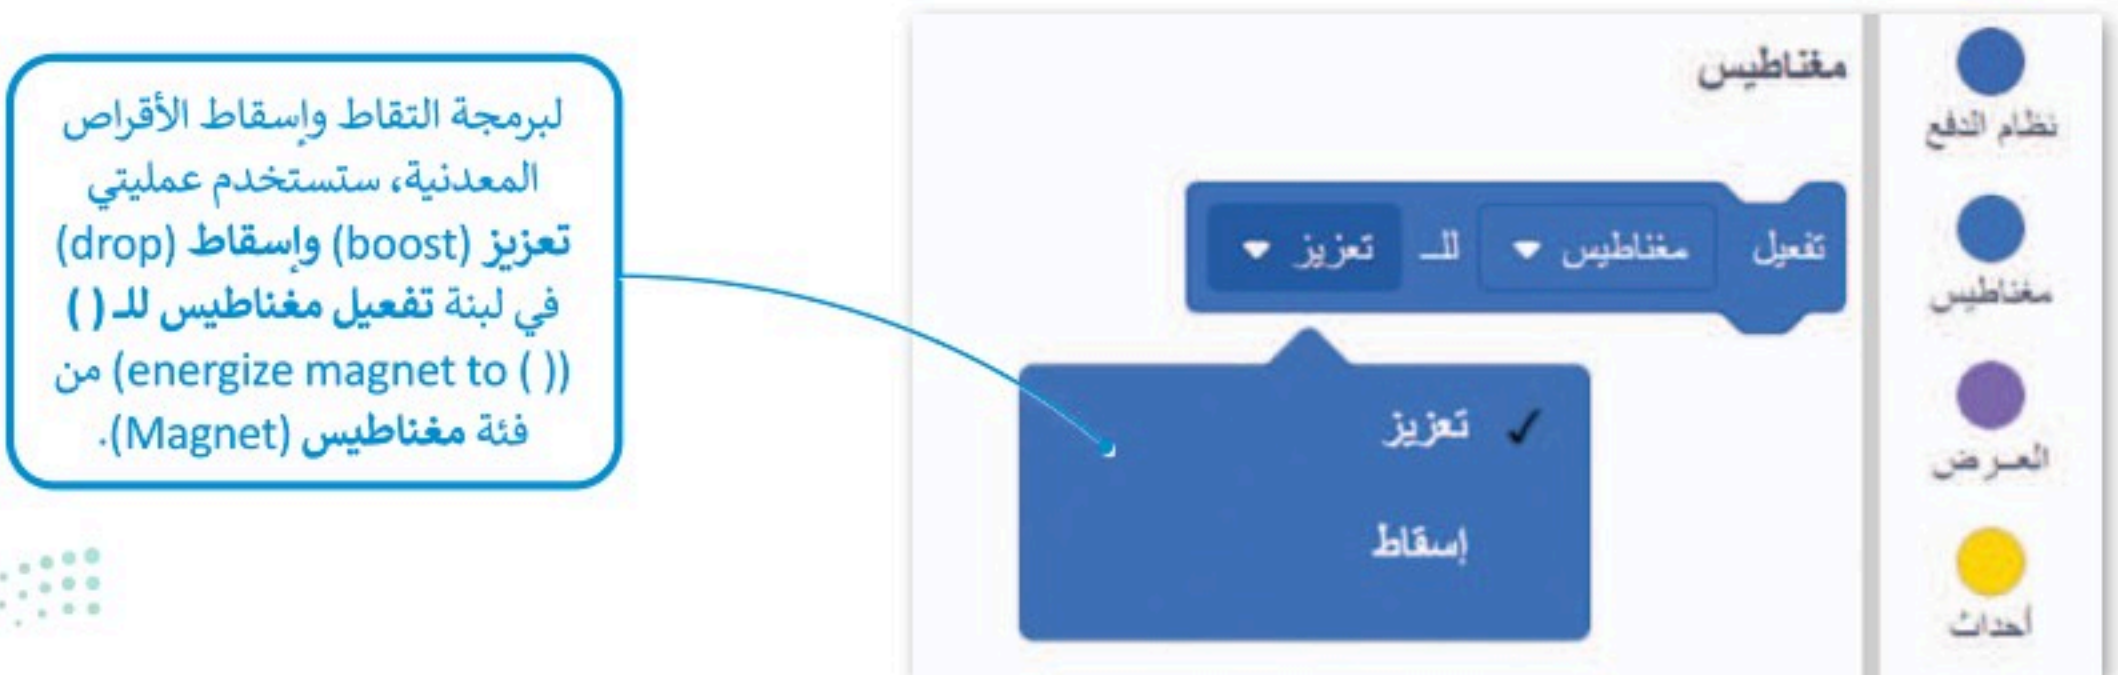 لبرمجة التقاط وإسقاط الأقراص
المعدنية، ستستخدم عمليتي
تعزيز (boost) وإسقاط (drop)
في لبنة تفعيل مغناطيس للـ ( )
(energize magnet to ( )) من
فئة مغناطيس (Magnet).
مغناطيس
تفعيل مغناطيس للـ تعزيز
✓ تعزيز
إسقاط
نظام الدفع
مغناطيس
العرض
أحداث